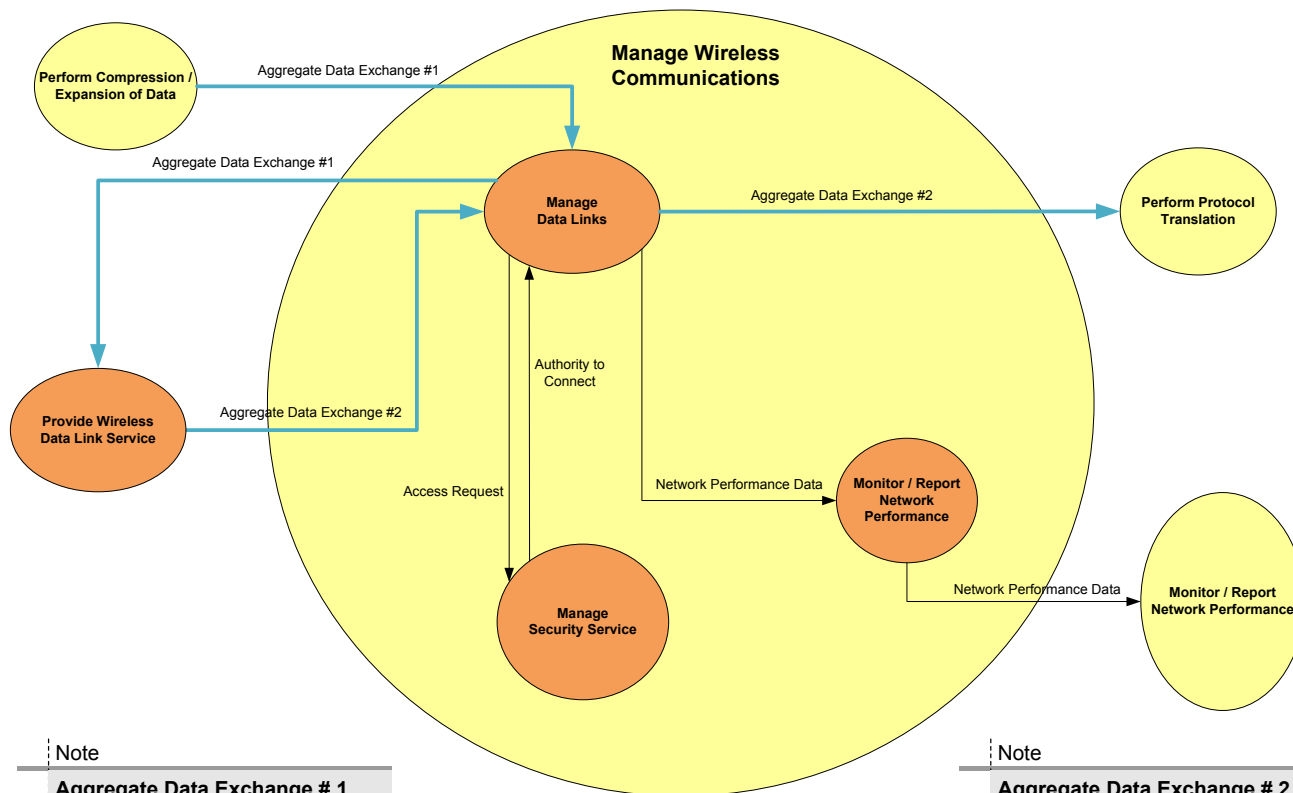 Manage Wireless
Communications
Perform Compression /
Expansion of Data
Aggregate Data Exchange #1
Aggregate Data Exchange #1
Manage
Data Links
Aggregate Data Exchange #2
Perform Protocol
Translation
Authority to
Connect
Provide Wireless
Data Link Service
Aggregate Data Exchange #2
Access Request
Network Performance Data
Monitor / Report
Network
Performance
Network Performance Data
Monitor / Report
Network Performance
Manage
Security Service
Note
Aggregate Data Exchange # 1
Note
Aggregate Data Exchange # 2